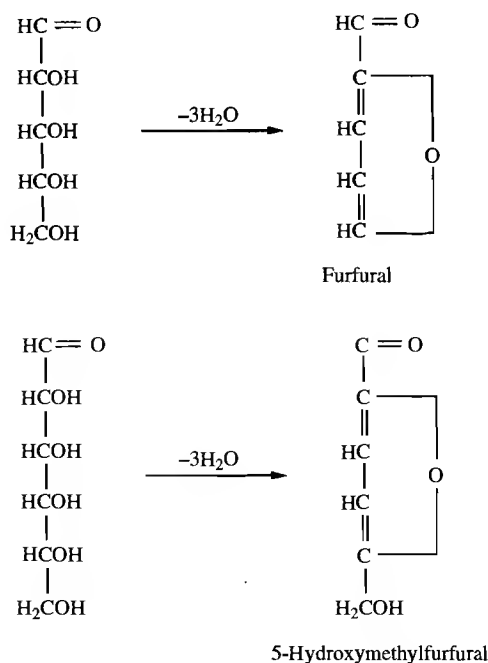 HC=O HC=O
HCOH C
HCOH –3H₂O HC O
HCOH HC
H₂COH HC
Furfural
HC=O C=O
HCOH C
HCOH HC
HCOH –3H₂O HC O
HCOH C
H₂COH H₂COH
5-Hydroxymethylfurfural